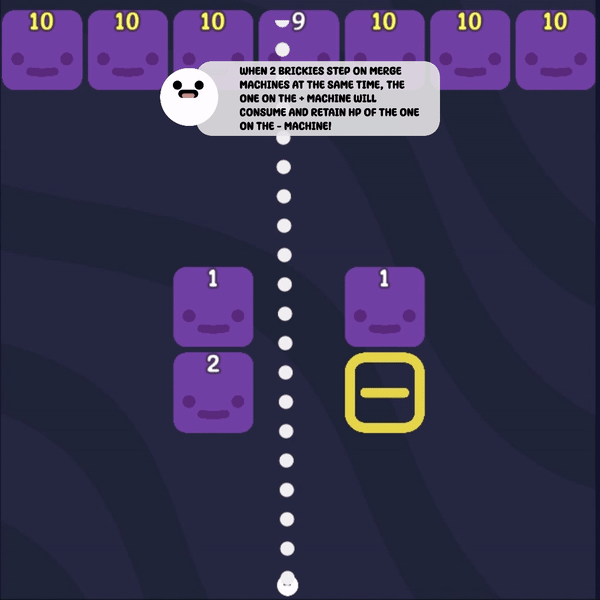 10 10 10 9 10 10 10
WHEN 2 BRICKIES STEP ON MERGE
MACHINES AT THE SAME TIME, THE
ONE ON THE + MACHINE WILL
CONSUME AND RETAIN HP OF THE ONE
ON THE - MACHINE!
1 1
2